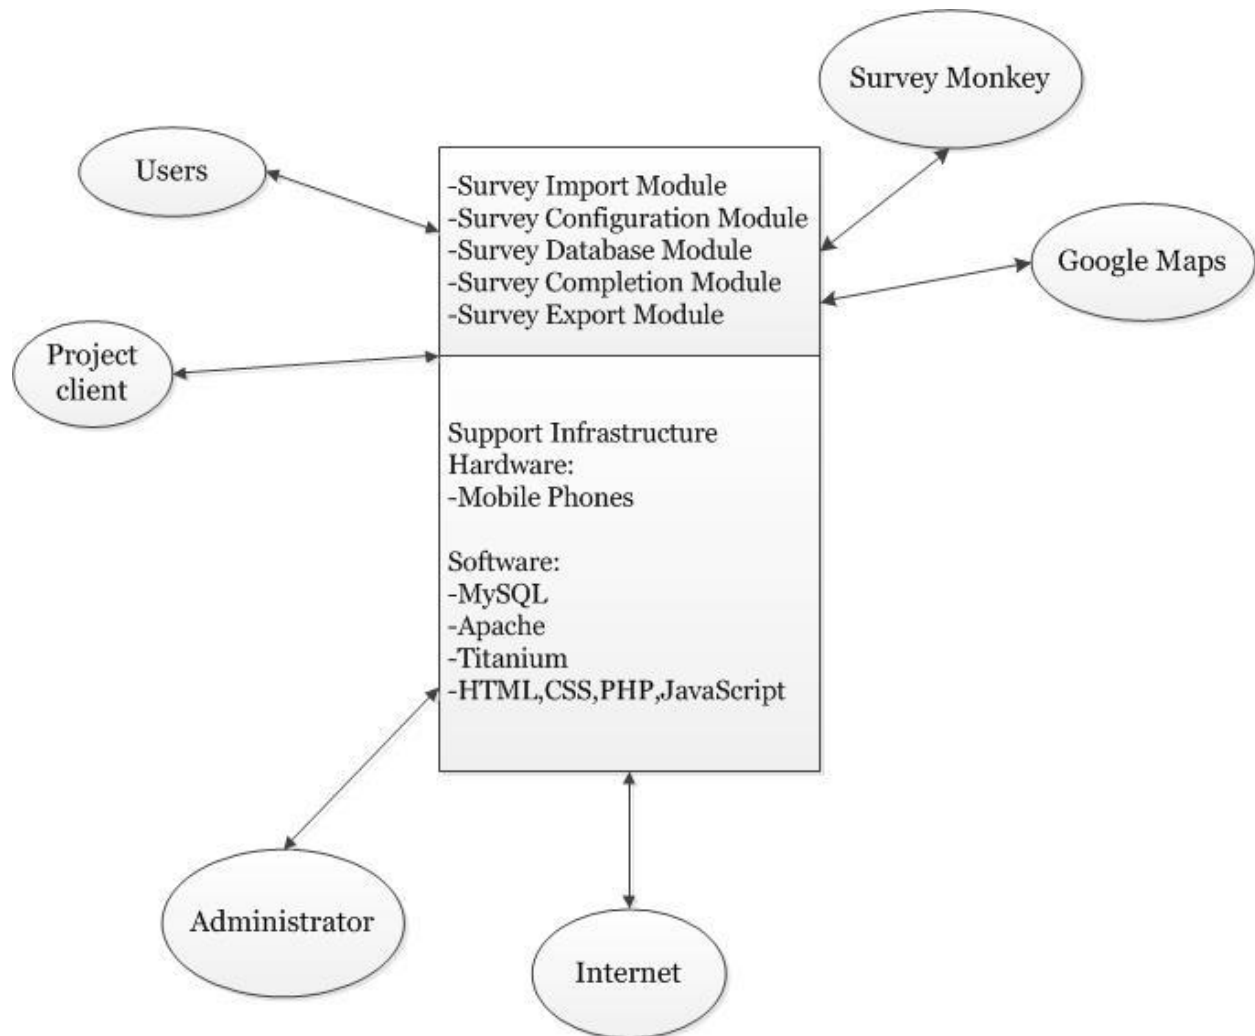 Survey Monkey
Users
-Survey Import Module
-Survey Configuration Module
-Survey Database Module
-Survey Completion Module
-Survey Export Module
Google Maps
Project
client
Support Infrastructure
Hardware:
-Mobile Phones
Software:
-MySQL
-Apache
-Titanium
-HTML,CSS,PHP,JavaScript
Administrator
Internet